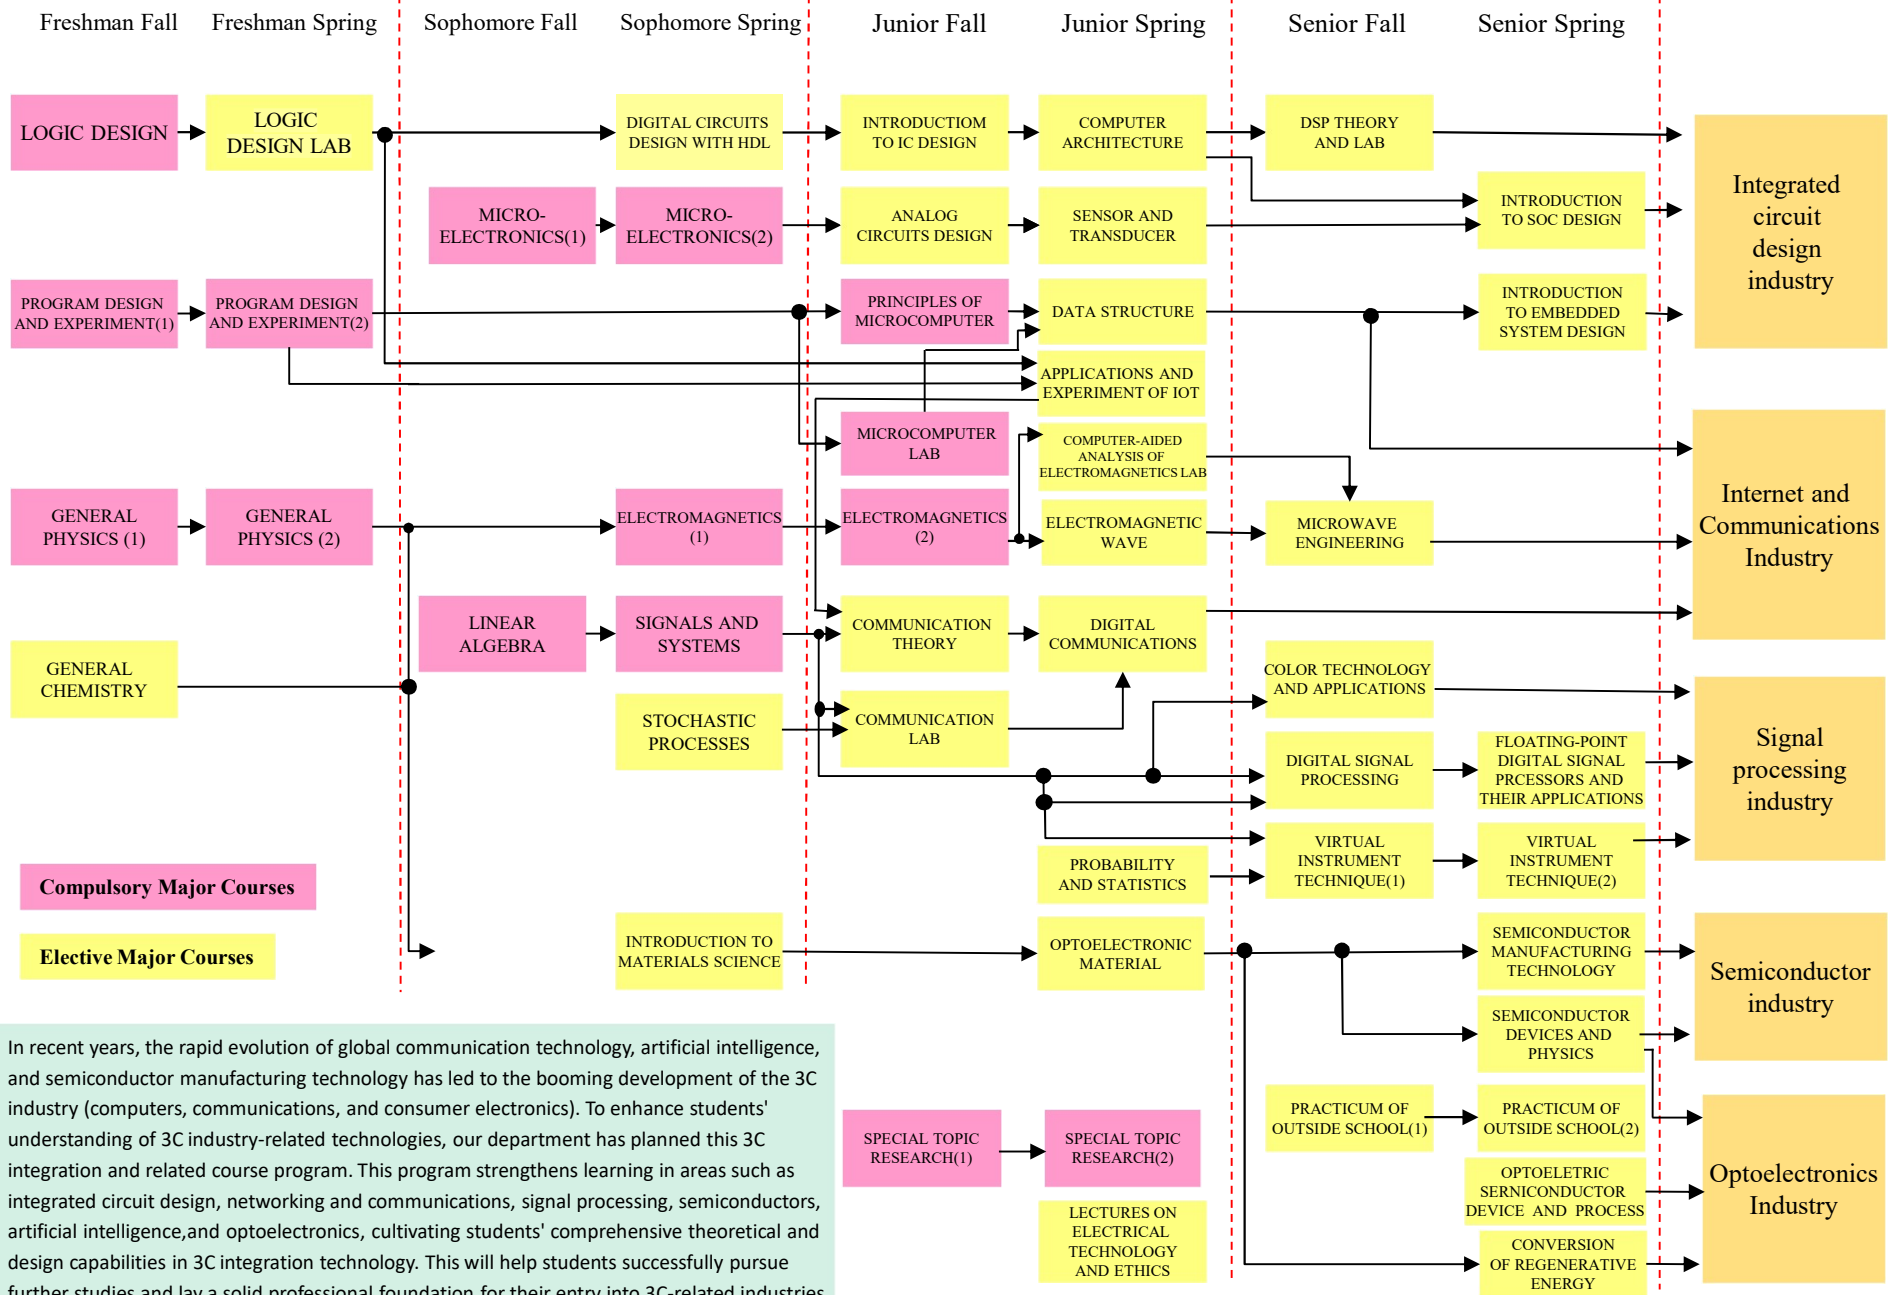 Freshman Fall
Freshman Spring
Sophomore Fall
Sophomore Spring
Junior Fall
Junior Spring
Senior Fall
Senior Spring
LOGIC DESIGN
LOGIC
DESIGN LAB
DIGITAL CIRCUITS
DESIGN WITH HDL
INTRODUCTIOM
TO IC DESIGN
COMPUTER
ARCHITECTURE
DSP THEORY
AND LAB
Integrated
circuit
design
industry
MICRO-
ELECTRONICS(1)
MICRO-
ELECTRONICS(2)
ANALOG
CIRCUITS DESIGN
SENSOR AND
TRANSDUCER
INTRODUCTION
TO SOC DESIGN
PROGRAM DESIGN
AND EXPERIMENT(1)
PROGRAM DESIGN
AND EXPERIMENT(2)
PRINCIPLES OF
MICROCOMPUTER
DATA STRUCTURE
INTRODUCTION
TO EMBEDDED
SYSTEM DESIGN
APPLICATIONS AND
EXPERIMENT OF IOT
MICROCOMPUTER
LAB
COMPUTER-AIDED
ANALYSIS OF
ELECTROMAGNETICS LAB
Internet and
Communications
Industry
GENERAL
PHYSICS (1)
GENERAL
PHYSICS (2)
ELECTROMAGNETICS
(1)
ELECTROMAGNETICS
(2)
ELECTROMAGNETIC
WAVE
MICROWAVE
ENGINEERING
LINEAR
ALGEBRA
SIGNALS AND
SYSTEMS
COMMUNICATION
THEORY
DIGITAL
COMMUNICATIONS
GENERAL
CHEMISTRY
COLOR TECHNOLOGY
AND APPLICATIONS
STOCHASTIC
PROCESSES
COMMUNICATION
LAB
DIGITAL SIGNAL
PROCESSING
FLOATING-POINT
DIGITAL SIGNAL
PRCESSORS AND
THEIR APPLICATIONS
Signal
processing
industry
PROBABILITY
AND STATISTICS
VIRTUAL
INSTRUMENT
TECHNIQUE(1)
VIRTUAL
INSTRUMENT
TECHNIQUE(2)
Compulsory Major Courses
Elective Major Courses
INTRODUCTION TO
MATERIALS SCIENCE
OPTOELECTRONIC
MATERIAL
SEMICONDUCTOR
MANUFACTURING
TECHNOLOGY
Semiconductor
industry
SEMICONDUCTOR
DEVICES AND
PHYSICS
In recent years, the rapid evolution of global communication technology, artificial intelligence,
and semiconductor manufacturing technology has led to the booming development of the 3C
industry (computers, communications, and consumer electronics). To enhance students'
understanding of 3C industry-related technologies, our department has planned this 3C
integration and related course program. This program strengthens learning in areas such as
integrated circuit design, networking and communications, signal processing, semiconductors,
artificial intelligence,and optoelectronics, cultivating students' comprehensive theoretical and
design capabilities in 3C integration technology. This will help students successfully pursue
further studies and lay a solid professional foundation for their entry into 3C-related industries
SPECIAL TOPIC
RESEARCH(1)
SPECIAL TOPIC
RESEARCH(2)
PRACTICUM OF
OUTSIDE SCHOOL(1)
PRACTICUM OF
OUTSIDE SCHOOL(2)
Optoelectronics
Industry
LECTURES ON
ELECTRICAL
TECHNOLOGY
AND ETHICS
OPTOELETRIC
SERNICONDUCTOR
DEVICE AND PROCESS
CONVERSION
OF REGENERATIVE
ENERGY